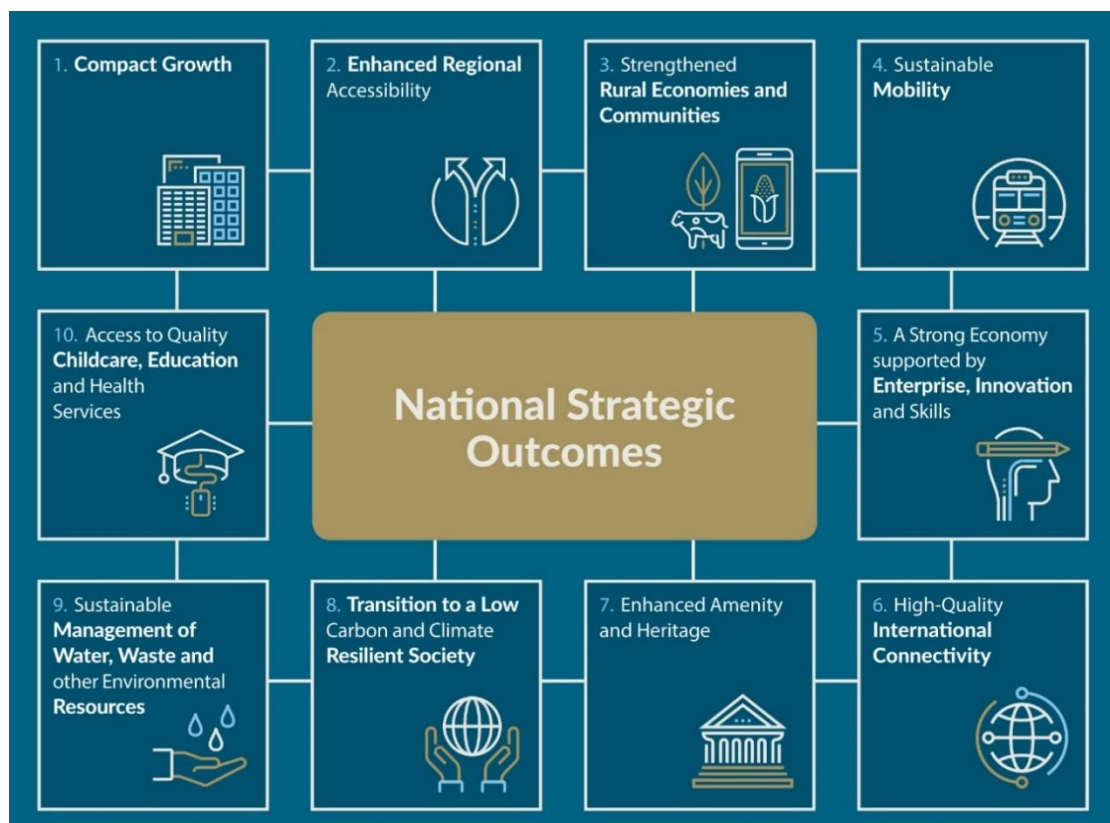 1. Compact Growth
2. Enhanced Regional
Accessibility
3. Strengthened
Rural Economies and
Communities
4. Sustainable
Mobility
10. Access to Quality
Childcare, Education
and Health
Services
National Strategic
Outcomes
5. A Strong Economy
supported by
Enterprise, Innovation
and Skills
9. Sustainable
Management of
Water, Waste and
other Environmental
Resources
8. Transition to a Low
Carbon and Climate
Resilient Society
7. Enhanced Amenity
and Heritage
6. High-Quality
International
Connectivity